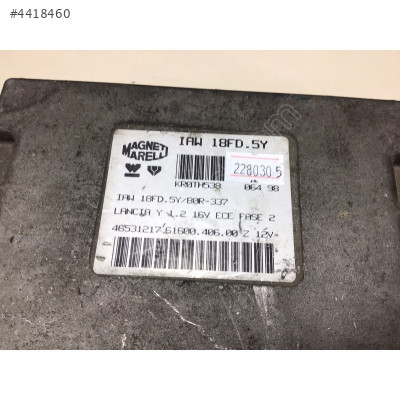 #4418460
IAW 18FD.5Y
MAGNETI
MARELLI
228030.5
KR0TH538
064 98
IAW 18FD.5Y/80R-337
LANCIA Y 1.2 16V ECE FASE 2
46531217 61600.406.00 Z 12V=